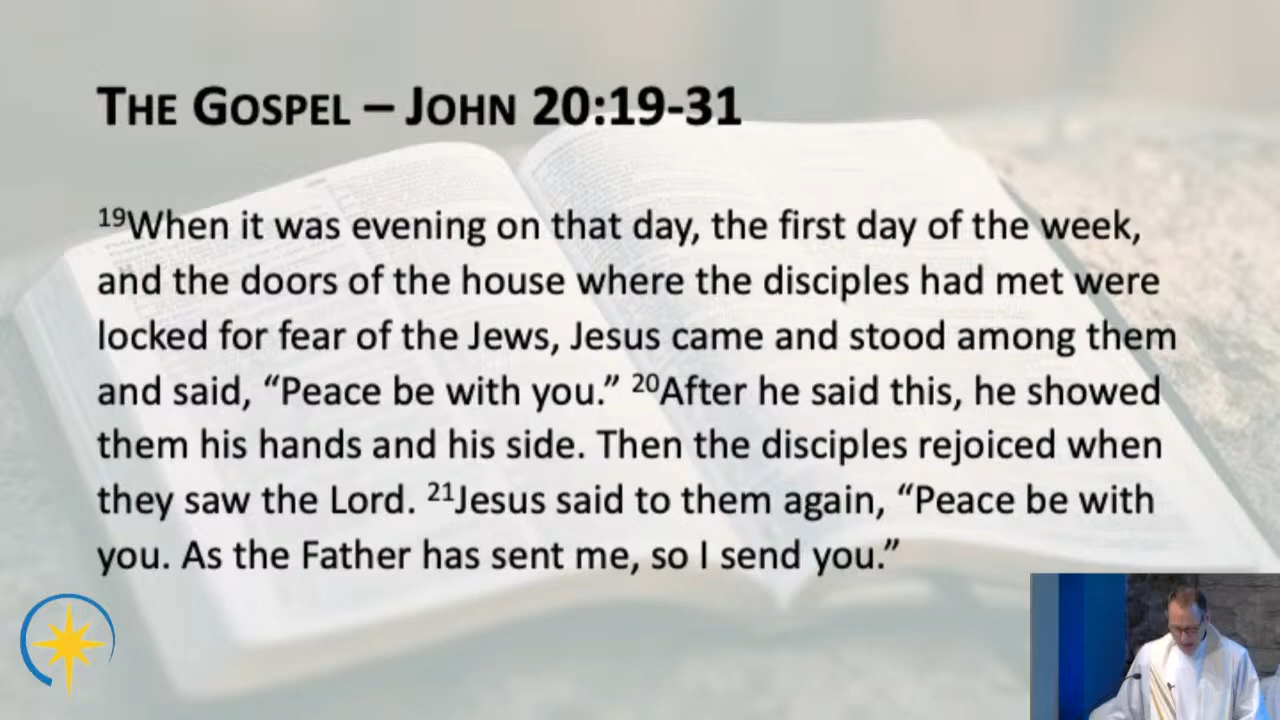 THE GOSPEL – JOHN 20:19-31
19When it was evening on that day, the first day of the week,
and the doors of the house where the disciples had met were
locked for fear of the Jews, Jesus came and stood among them
and said, “Peace be with you.” 20After he said this, he showed
them his hands and his side. Then the disciples rejoiced when
they saw the Lord. 21Jesus said to them again, “Peace be with
you. As the Father has sent me, so I send you.”